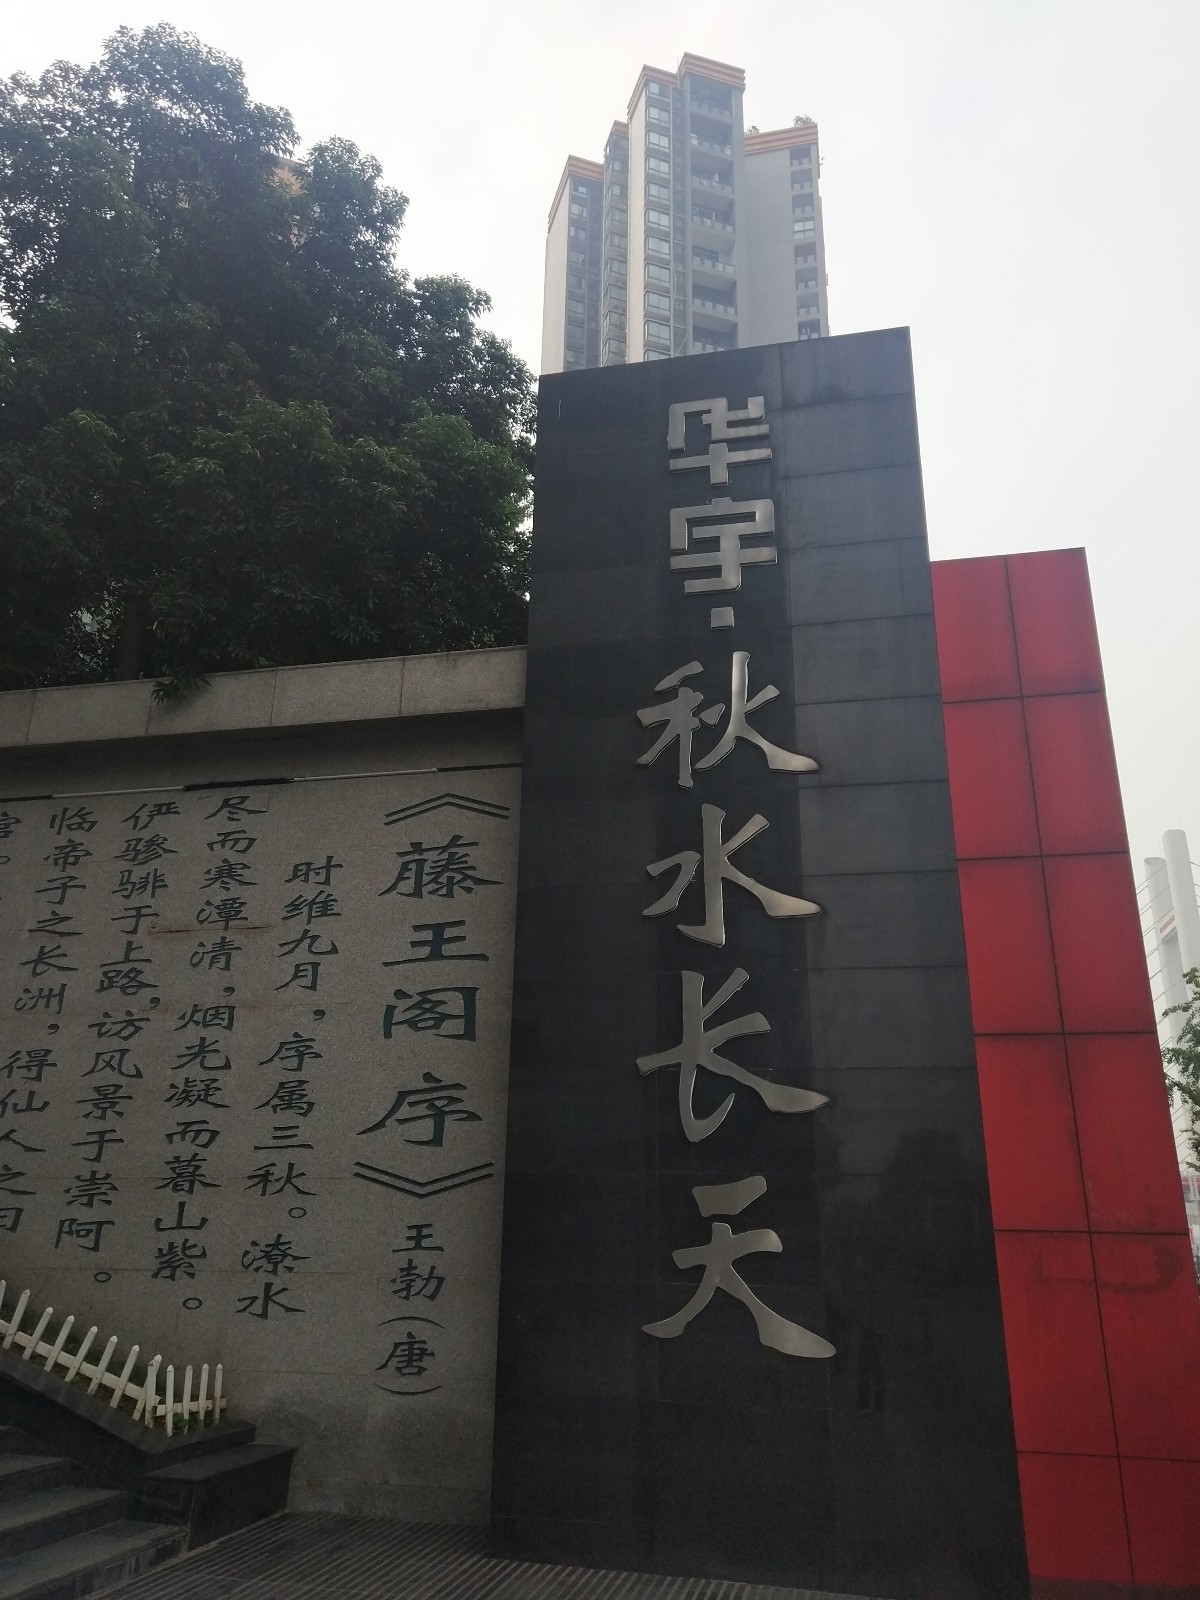 华宇·秋水长天
《藤王阁序》王勃(唐)
时维九月，序属三秋。潦水
尽而寒潭清，烟光凝而暮山紫。
俨骖騑于上路，访风景于崇阿。
临帝子之长洲，得仙人之旧